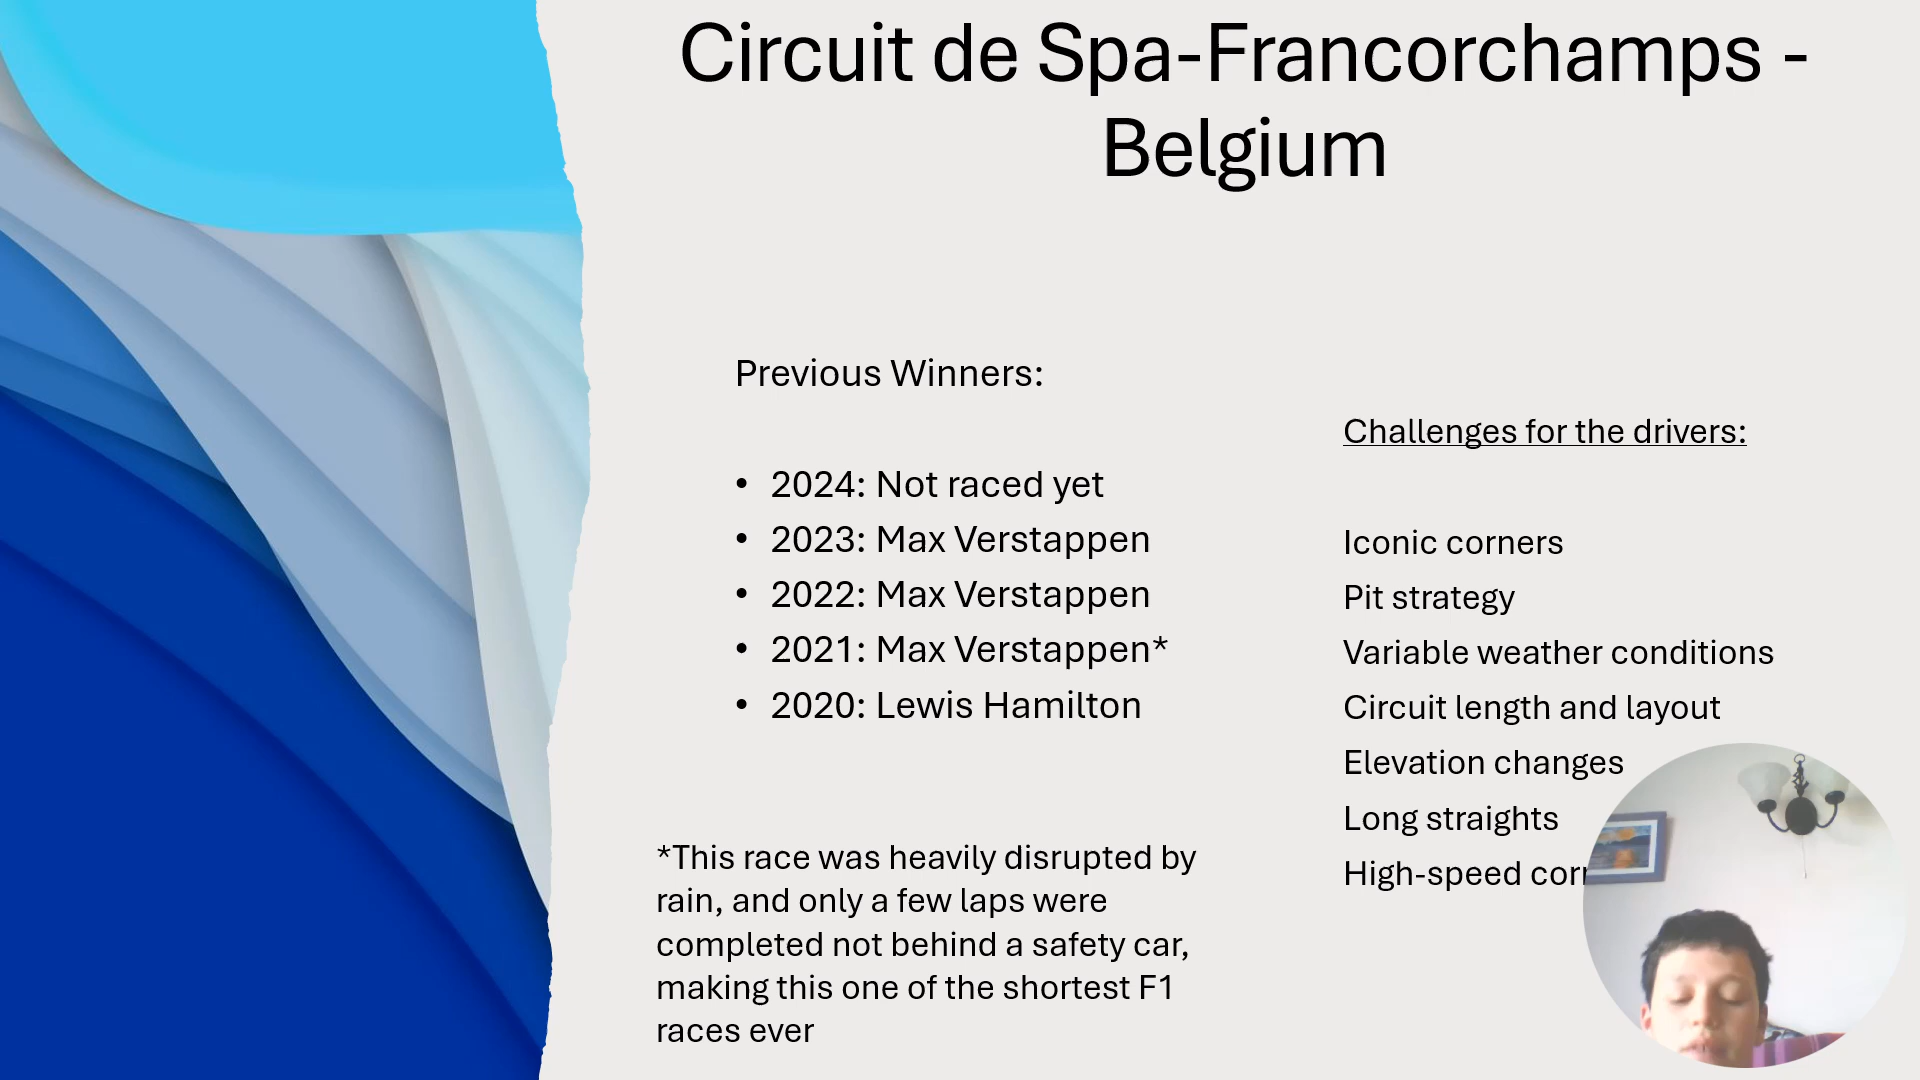 Circuit de Spa-Francorchamps -
Belgium
Previous Winners:
• 2024: Not raced yet
• 2023: Max Verstappen
• 2022: Max Verstappen
• 2021: Max Verstappen*
• 2020: Lewis Hamilton
*This race was heavily disrupted by
rain, and only a few laps were
completed not behind a safety car,
making this one of the shortest F1
races ever
Challenges for the drivers:
Iconic corners
Pit strategy
Variable weather conditions
Circuit length and layout
Elevation changes
Long straights
High-speed